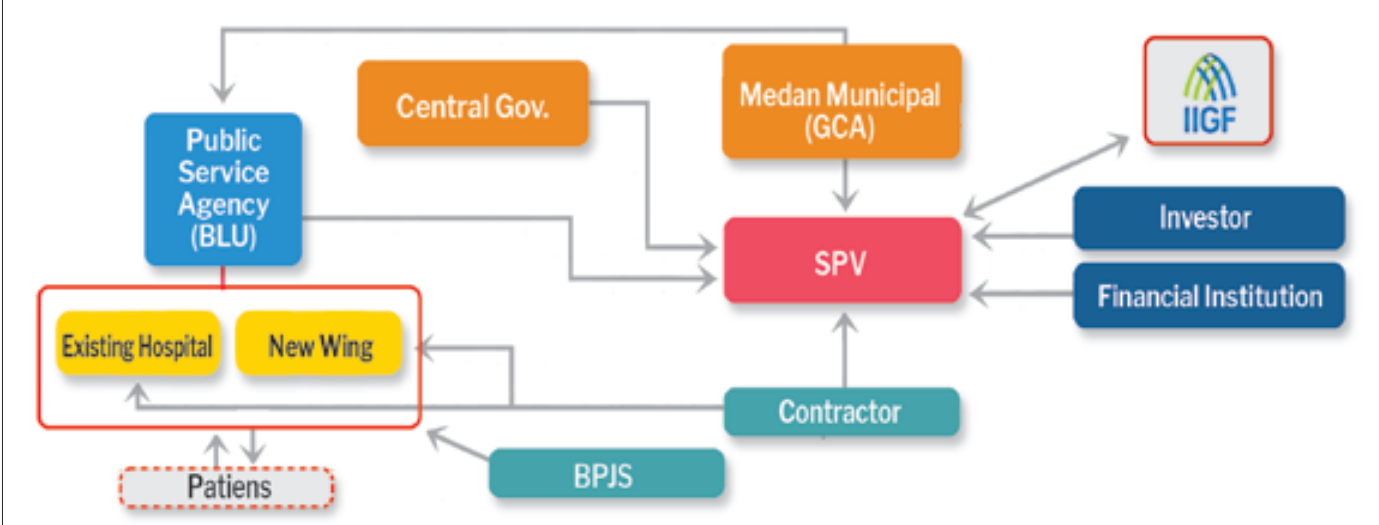 Public
Service
Agency
(BLU)
Central Gov.
Medan Municipal
(GCA)
IIGF
Investor
SPV
Financial Institution
Existing Hospital
New Wing
Contractor
BPJS
Patiens